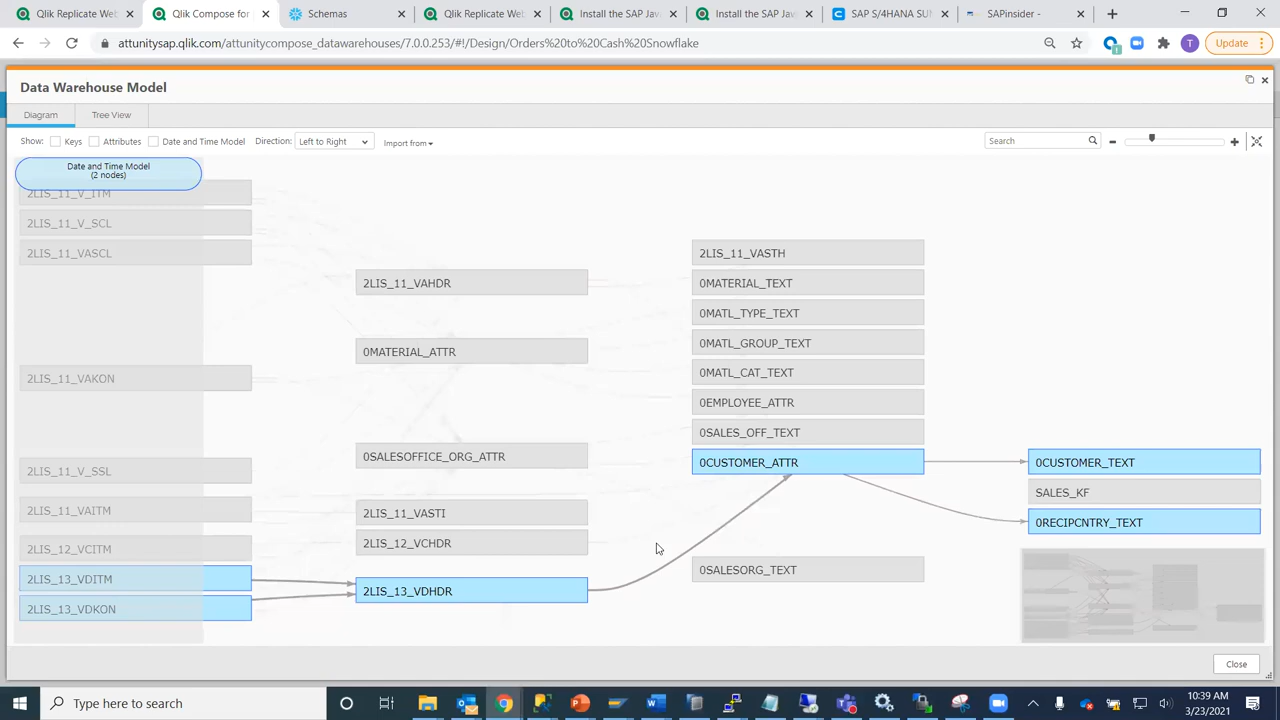 Qlik Replicate Web
Qlik Compose for
Schemas
Qlik Replicate Web
Install the SAP Jav
Install the SAP Jav
SAP S/4HANA SUM
SAPinsider -
attunitysap.qlik.com/attunitycompose_datawarehouses/7.0.0.253/#!/Design/Order%20to%20Cash%20Snowflake
T
Update
Data Warehouse Model
Diagram
Tree View
Show:
Keys
Attributes
Date and Time Model
Direction:
Left to Right
Import from
Search
Date and Time Model
(2 nodes)
2LIS_11_V_ITM
2LIS_11_V_SCL
2LIS_11_VASCL
2LIS_11_VAKON
2LIS_11_V_SSL
2LIS_11_VAITM
2LIS_12_VCITM
2LIS_13_VDITM
2LIS_13_VDKON
2LIS_11_VAHDR
0MATERIAL_ATTR
0SALESOFFICE_ORG_ATTR
2LIS_11_VASTI
2LIS_12_VCHDR
2LIS_13_VDHDR
2LIS_11_VASTH
0MATERIAL_TEXT
0MATL_TYPE_TEXT
0MATL_GROUP_TEXT
0MATL_CAT_TEXT
0EMPLOYEE_ATTR
0SALES_OFF_TEXT
0CUSTOMER_ATTR
0SALESORG_TEXT
0CUSTOMER_TEXT
SALES_KF
0RECIPCNTRY_TEXT
Close
Type here to search
10:39 AM
3/23/2021